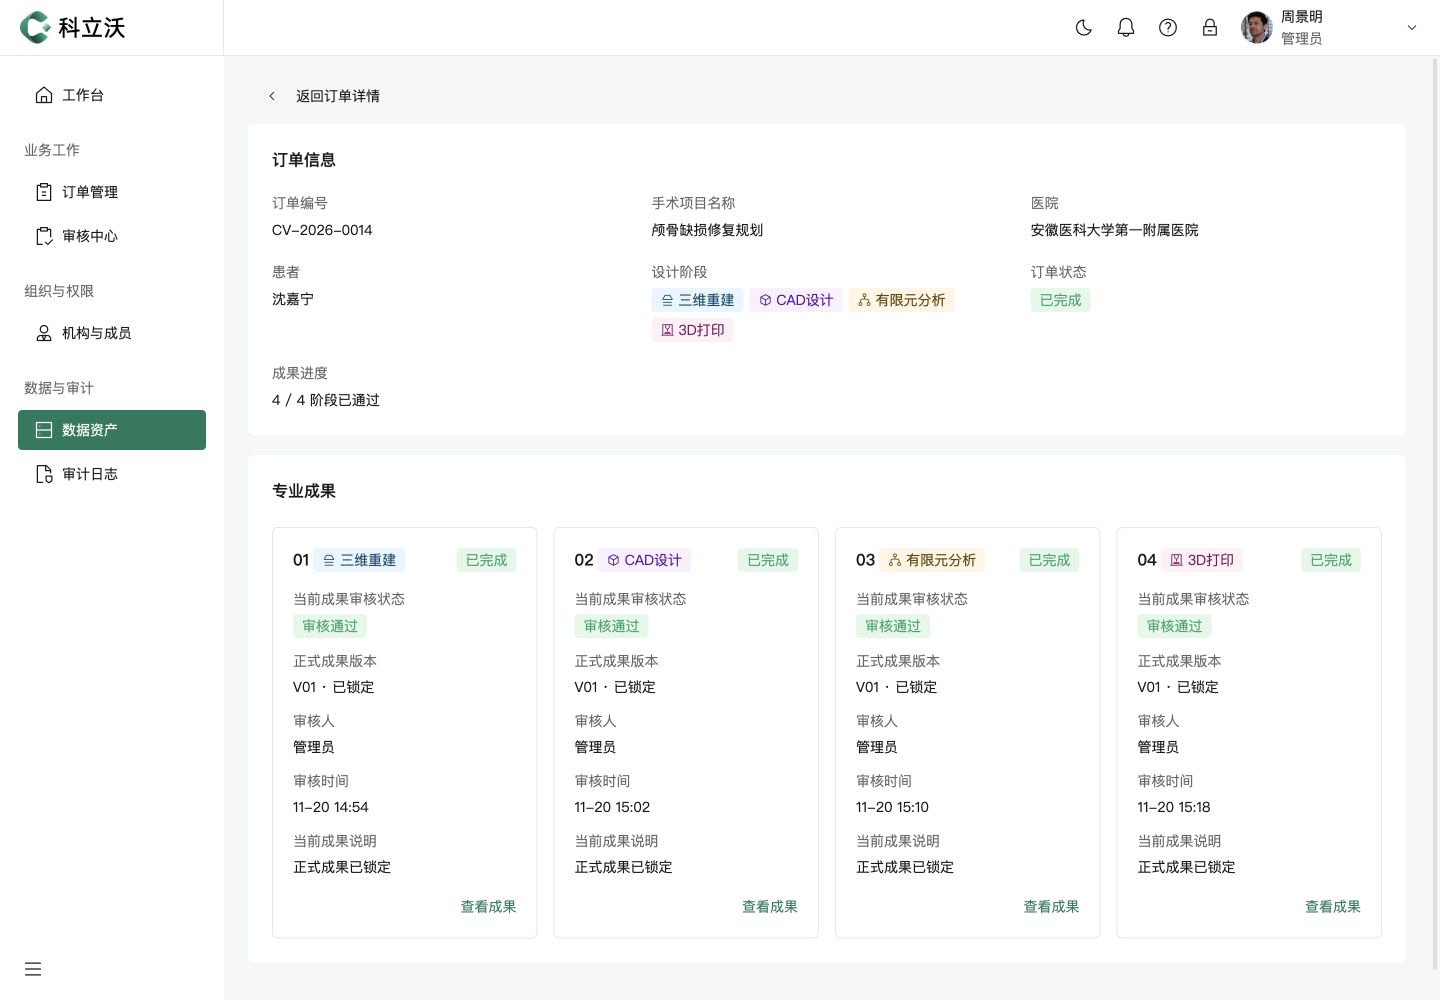 科立沃
周景明
管理员
工作台
业务工作
订单管理
审核中心
组织与权限
机构与成员
数据与审计
数据资产
审计日志
返回订单详情
订单信息
订单编号
CV-2026-0014
手术项目名称
颅骨缺损修复规划
医院
安徽医科大学第一附属医院
患者
沈嘉宁
设计阶段
三维重建 CAD设计 有限元分析
3D打印
订单状态
已完成
成果进度
4 / 4 阶段已通过
专业成果
01 三维重建 已完成
当前成果审核状态
审核通过
正式成果版本
V01 · 已锁定
审核人
管理员
审核时间
11-20 14:54
当前成果说明
正式成果已锁定
查看成果
02 CAD设计 已完成
当前成果审核状态
审核通过
正式成果版本
V01 · 已锁定
审核人
管理员
审核时间
11-20 15:02
当前成果说明
正式成果已锁定
查看成果
03 有限元分析 已完成
当前成果审核状态
审核通过
正式成果版本
V01 · 已锁定
审核人
管理员
审核时间
11-20 15:10
当前成果说明
正式成果已锁定
查看成果
04 3D打印 已完成
当前成果审核状态
审核通过
正式成果版本
V01 · 已锁定
审核人
管理员
审核时间
11-20 15:18
当前成果说明
正式成果已锁定
查看成果